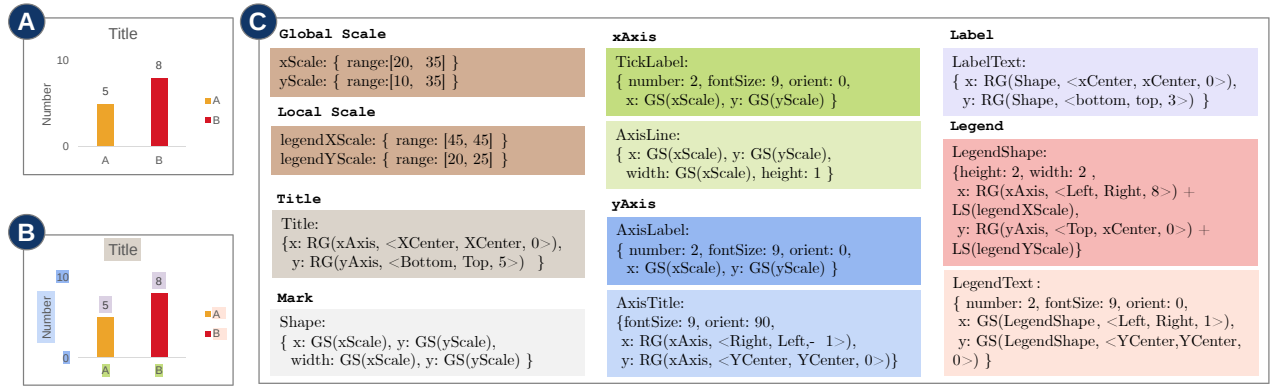 A
Title
10
8
5
Number
A
B
0
A
B
B
Title
10
8
5
Number
A
B
0
A
B
C
Global Scale
xScale: { range:[20, 35] }
yScale: { range:[10, 35] }
Local Scale
legendXScale: { range: [45, 45] }
legendYScale: { range: [20, 25] }
Title
Title:
{x: RG(xAxis, <XCenter, XCenter, 0>),
y: RG(yAxis, <Bottom, Top, 5>) }
Mark
Shape:
{ x: GS(xScale), y: GS(yScale),
width: GS(xScale), y: GS(yScale) }
xAxis
TickLabel:
{ number: 2, fontSize: 9, orient: 0,
x: GS(xScale), y: GS(yScale) }
AxisLine:
{ x: GS(xScale), y: GS(yScale),
width: GS(xScale), height: 1 }
yAxis
AxisLabel:
{ number: 2, fontSize: 9, orient: 0,
x: GS(xScale), y: GS(yScale) }
AxisTitle:
{fontSize: 9, orient: 90,
x: RG(xAxis, <Right, Left,- 1>),
y: RG(xAxis, <YCenter, YCenter, 0>)}
Label
LabelText:
{ x: RG(Shape, <xCenter, xCenter, 0>),
y: RG(Shape, <bottom, top, 3>) }
Legend
LegendShape:
{height: 2, width: 2 ,
x: RG(xAxis, <Left, Right, 8>) +
LS(legendXScale),
y: RG(yAxis, <Top, xCenter, 0>) +
LS(legendYScale)}
LegendText:
{ number: 2, fontSize: 9, orient: 0,
x: GS(LegendShape, <Left, Right, 1>),
y: GS(LegendShape, <YCenter,YCenter,
0>) }